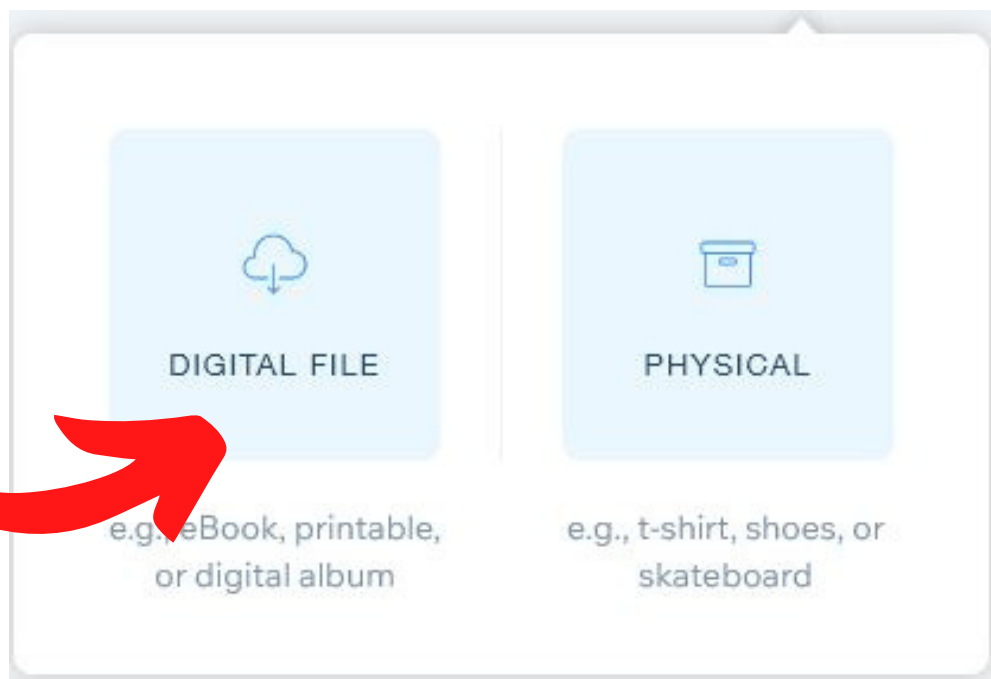 DIGITAL FILE
e.g., eBook, printable,
or digital album
PHYSICAL
e.g., t-shirt, shoes, or
skateboard